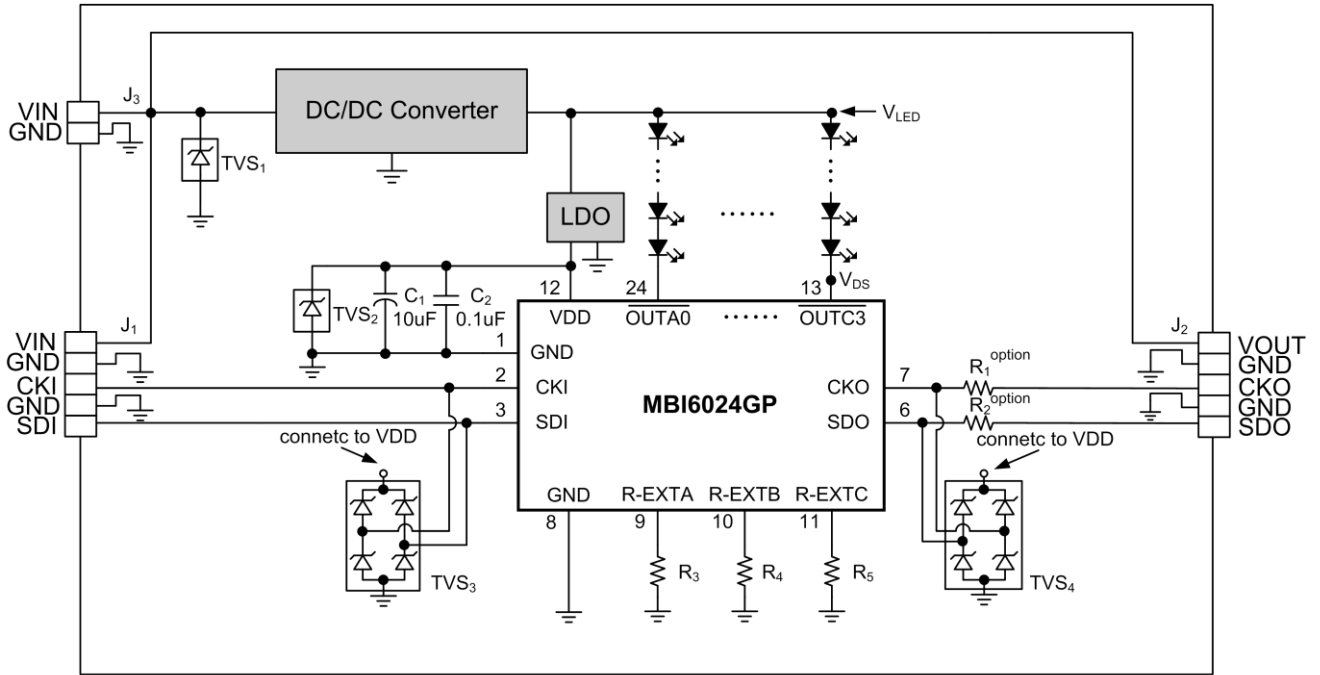 J₃
VIN
GND
TVS₁
DC/DC Converter
V_LED
LDO
......
......
......
V_DS
TVS₂
C₁
10uF
C₂
0.1uF
12
24
13
VDD
OUTA0
......
OUTC3
J₁
VIN
GND
CKI
GND
SDI
1
GND
2
CKI
3
SDI
MBI6024GP
CKO
7
SDO
6
R₁ option
R₂ option
J₂
VOUT
GND
CKO
GND
SDO
connetc to VDD
TVS₃
connetc to VDD
TVS₄
GND
R-EXTA
R-EXTB
R-EXTC
8
9
10
11
R₃
R₄
R₅